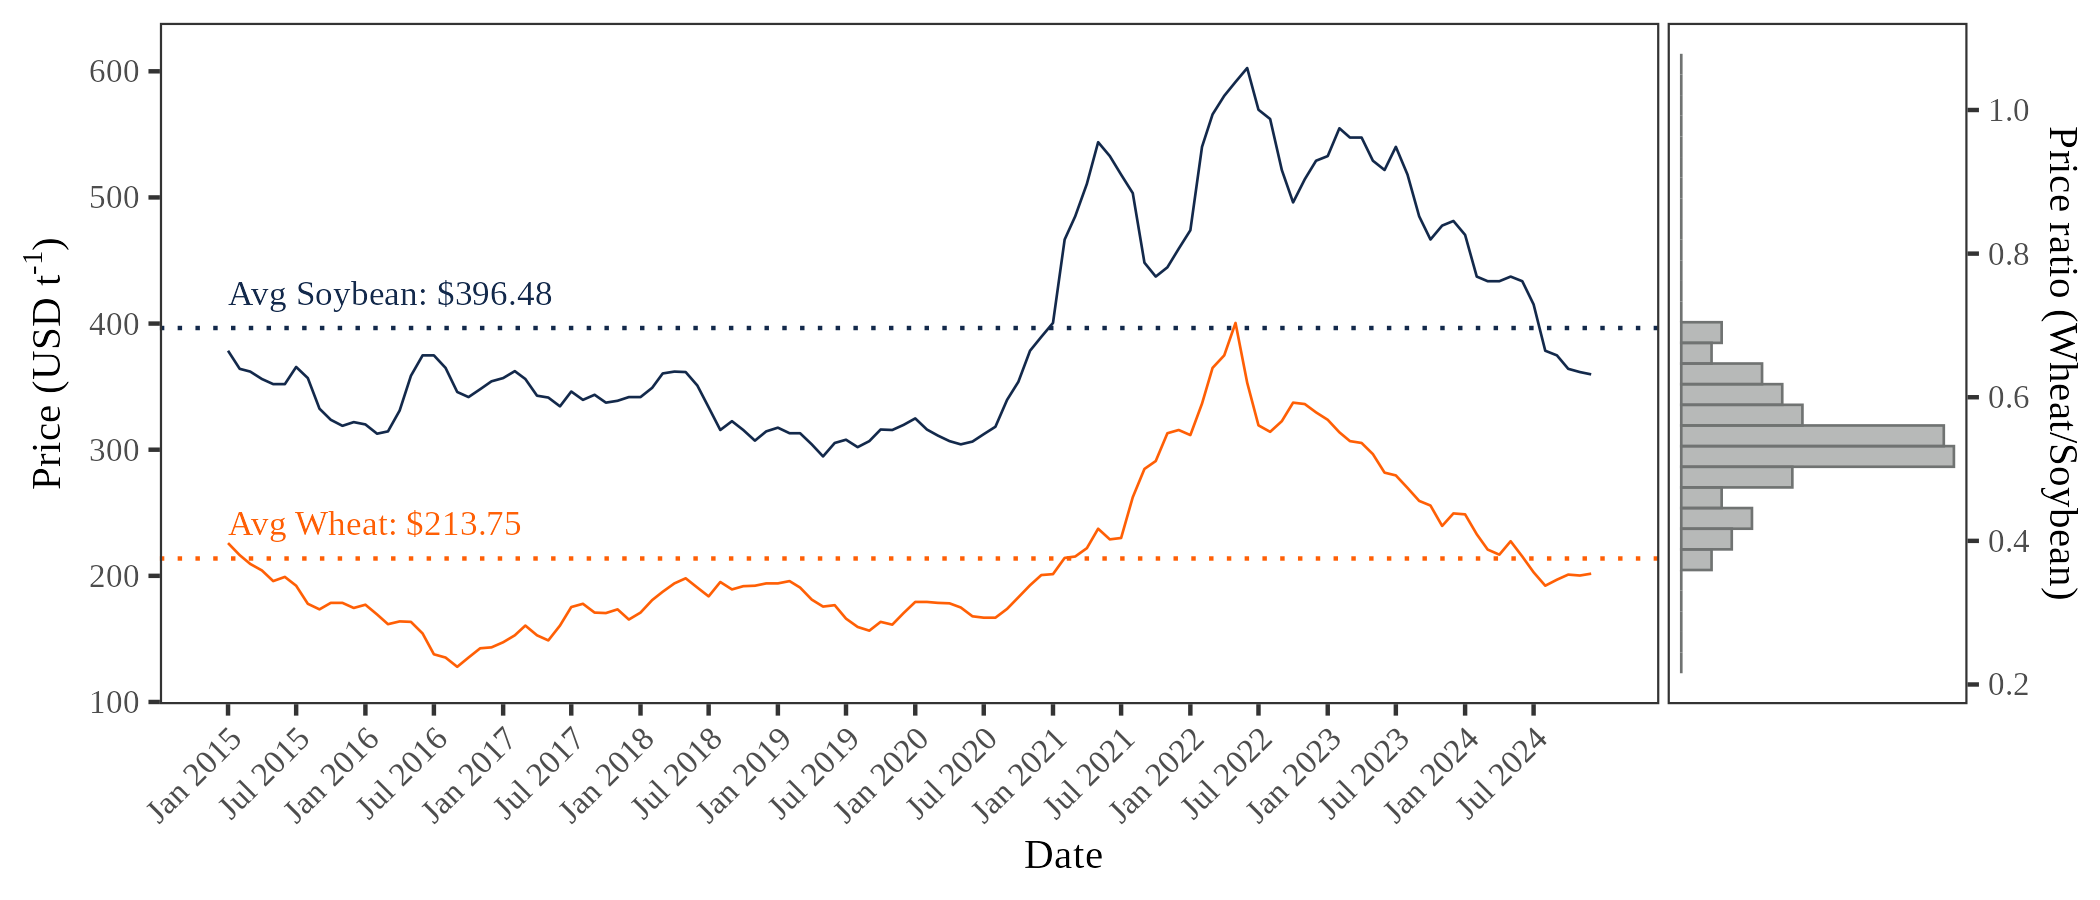 600
500
400
300
200
100
Price (USD t-1)
Avg Soybean: $396.48
Avg Wheat: $213.75
Jan 2015
Jul 2015
Jan 2016
Jul 2016
Jan 2017
Jul 2017
Jan 2018
Jul 2018
Jan 2019
Jul 2019
Jan 2020
Jul 2020
Jan 2021
Jul 2021
Jan 2022
Jul 2022
Jan 2023
Jul 2023
Jan 2024
Jul 2024
Date
1.0
0.8
0.6
0.4
0.2
Price ratio (Wheat/Soybean)